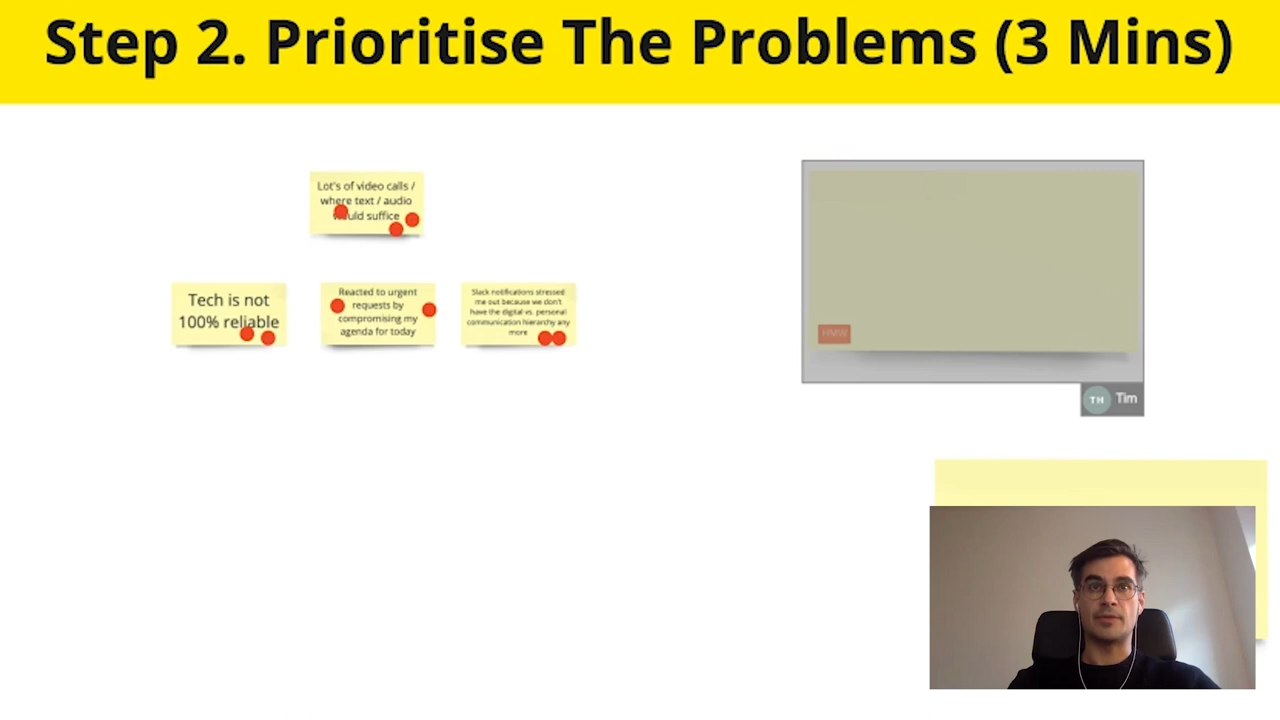 Step 2. Prioritise The Problems (3 Mins)
Lot's of video calls /
where text / audio
would suffice
Tech is not
100% reliable
Reacted to urgent
requests by
compromising my
agenda for today
Slack notifications stressed
me out because we don't
have the digital vs. personal
communication hierarchy any
more
HMW
TH Tim